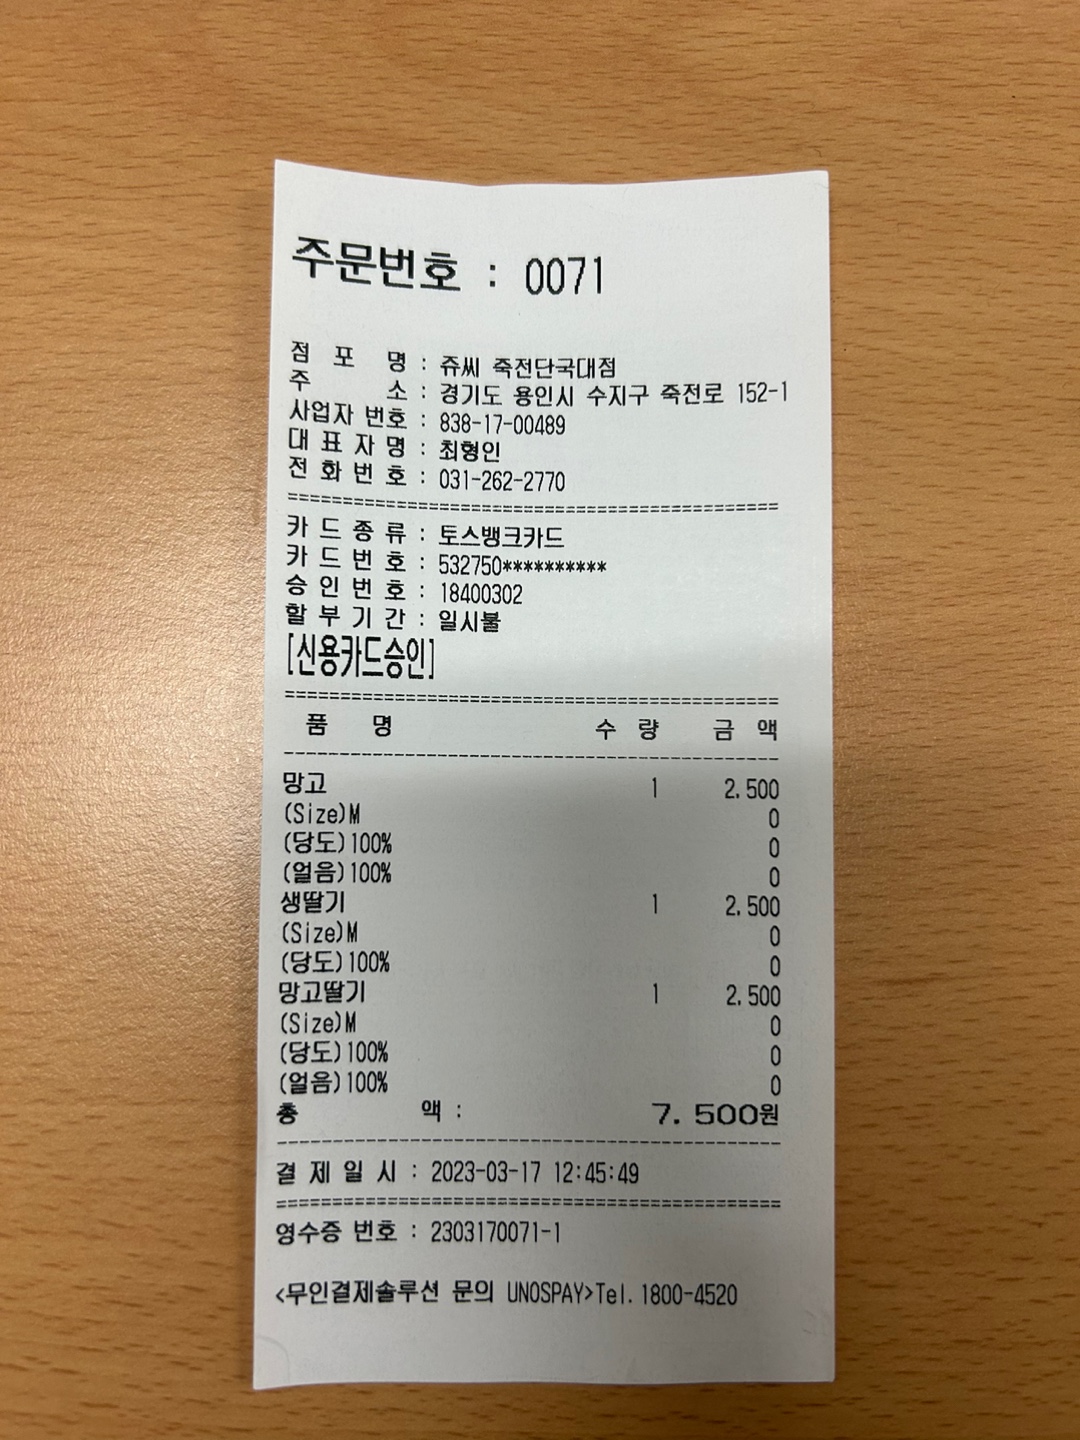 주문번호 : 0071
점 포 명 : 쥬씨 죽전단국대점
주 소 : 경기도 용인시 수지구 죽전로 152-1
사업자 번호 : 838-17-00489
대 표 자 명 : 최형인
전 화 번 호 : 031-262-2770
============================================
카 드 종 류 : 토스뱅크카드
카 드 번 호 : 532750**********
승 인 번 호 : 18400302
할 부 기 간 : 일시불
[신용카드승인]
============================================
품 명 수 량 금 액
--------------------------------------------
망고 1 2.500
(Size)M 0
(당도)100% 0
(얼음)100% 0
생딸기 1 2.500
(Size)M 0
(당도)100% 0
망고딸기 1 2.500
(Size)M 0
(당도)100% 0
(얼음)100% 0
총 액 : 7.500원
--------------------------------------------
결 제 일 시 : 2023-03-17 12:45:49
============================================
영수증 번호 : 2303170071-1
<무인결제솔루션 문의 UNOSPAY>Tel.1800-4520